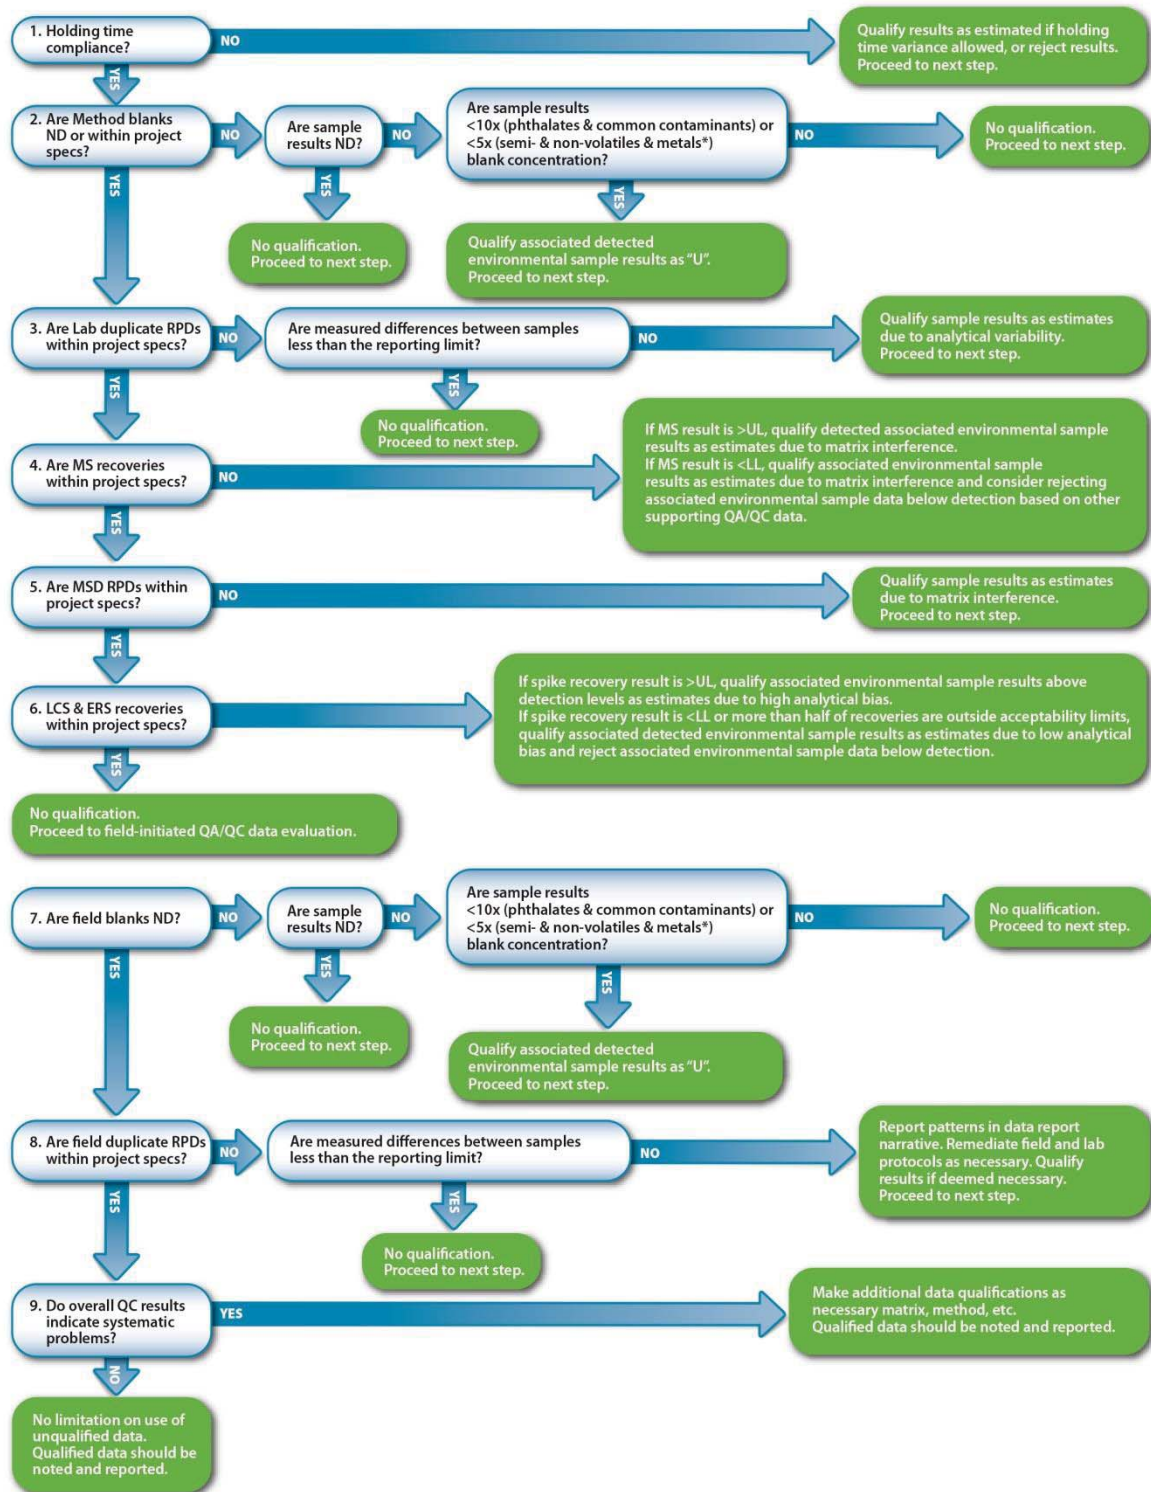 1. Holding time
compliance?
NO
Qualify results as estimated if holding
time variance allowed, or reject results.
Proceed to next step.
YES
2. Are Method blanks
ND or within project
specs?
NO
Are sample
results ND?
NO
Are sample results
<10x (phthalates & common contaminants) or
<5x (semi- & non-volatiles & metals*)
blank concentration?
NO
No qualification.
Proceed to next step.
YES
YES
YES
No qualification.
Proceed to next step.
Qualify associated detected
environmental sample results as "U".
Proceed to next step.
3. Are Lab duplicate RPDs
within project specs?
NO
Are measured differences between samples
less than the reporting limit?
NO
Qualify sample results as estimates
due to analytical variability.
Proceed to next step.
YES
YES
No qualification.
Proceed to next step.
4. Are MS recoveries
within project specs?
NO
If MS result is >UL, qualify detected associated environmental sample
results as estimates due to matrix interference.
If MS result is <LL, qualify associated environmental sample
results as estimates due to matrix interference and consider rejecting
associated environmental sample data below detection based on other
supporting QA/QC data.
YES
5. Are MSD RPDs within
project specs?
NO
Qualify sample results as estimates
due to matrix interference.
Proceed to next step.
YES
6. LCS & ERS recoveries
within project specs?
If spike recovery result is >UL, qualify associated environmental sample results above
detection levels as estimates due to high analytical bias.
If spike recovery result is <LL or more than half of recoveries are outside acceptability limits,
qualify associated detected environmental sample results as estimates due to low analytical
bias and reject associated environmental sample data below detection.
YES
No qualification.
Proceed to field-initiated QA/QC data evaluation.
7. Are field blanks ND?
NO
Are sample
results ND?
NO
Are sample results
<10x (phthalates & common contaminants) or
<5x (semi- & non-volatiles & metals*)
blank concentration?
NO
No qualification.
Proceed to next step.
YES
YES
YES
No qualification.
Proceed to next step.
Qualify associated detected
environmental sample results as "U".
Proceed to next step.
8. Are field duplicate RPDs
within project specs?
NO
Are measured differences between samples
less than the reporting limit?
NO
Report patterns in data report
narrative. Remediate field and lab
protocols as necessary. Qualify
results if deemed necessary.
Proceed to next step.
YES
YES
No qualification.
Proceed to next step.
9. Do overall QC results
indicate systematic
problems?
YES
Make additional data qualifications as
necessary matrix, method, etc.
Qualified data should be noted and reported.
NO
No limitation on use of
unqualified data.
Qualified data should be
noted and reported.